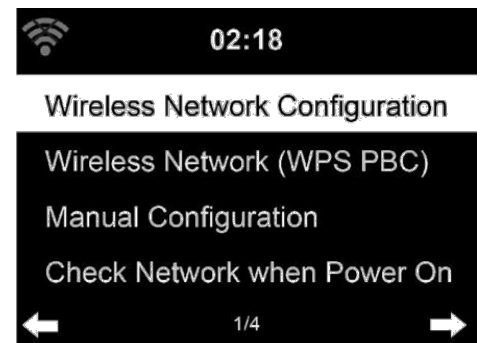 02:18
Wireless Network Configuration
Wireless Network (WPS PBC)
Manual Configuration
Check Network when Power On
1/4